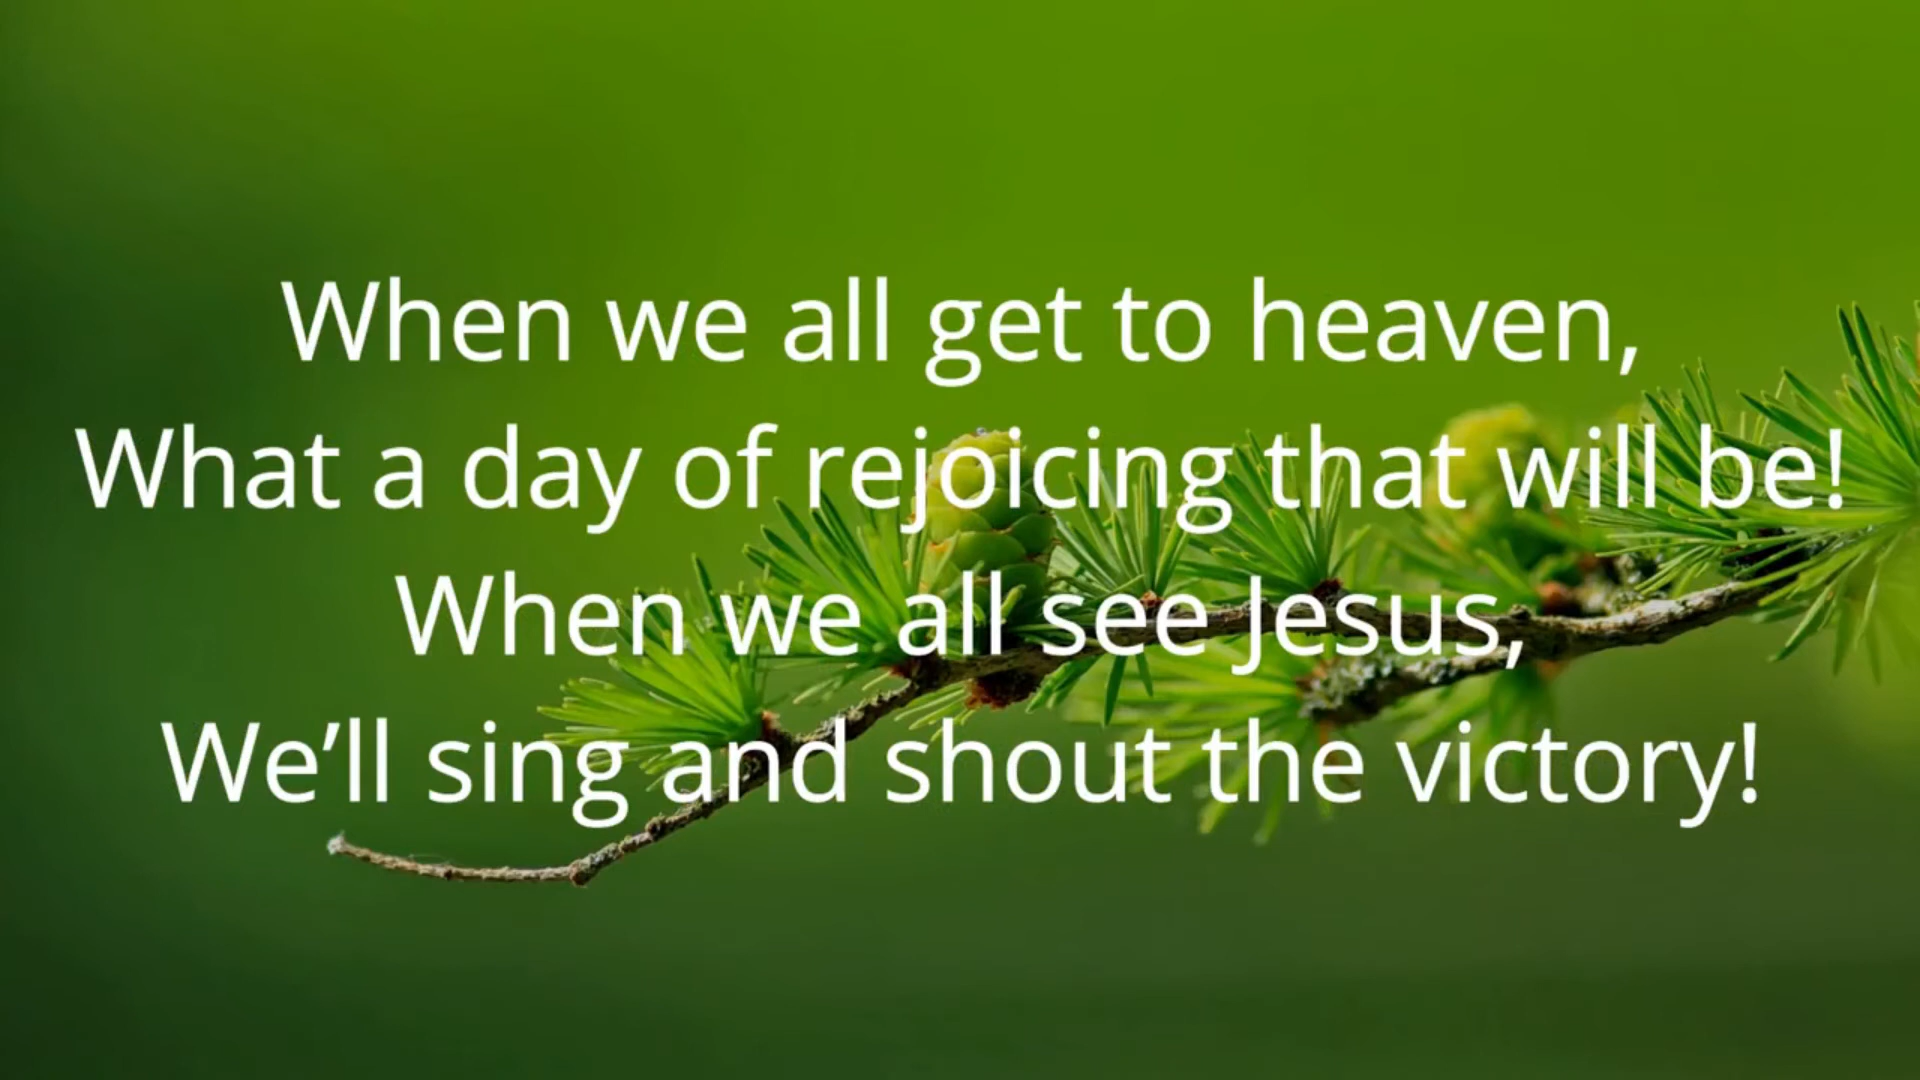 When we all get to heaven,
What a day of rejoicing that will be!
When we all see Jesus,
We’ll sing and shout the victory!